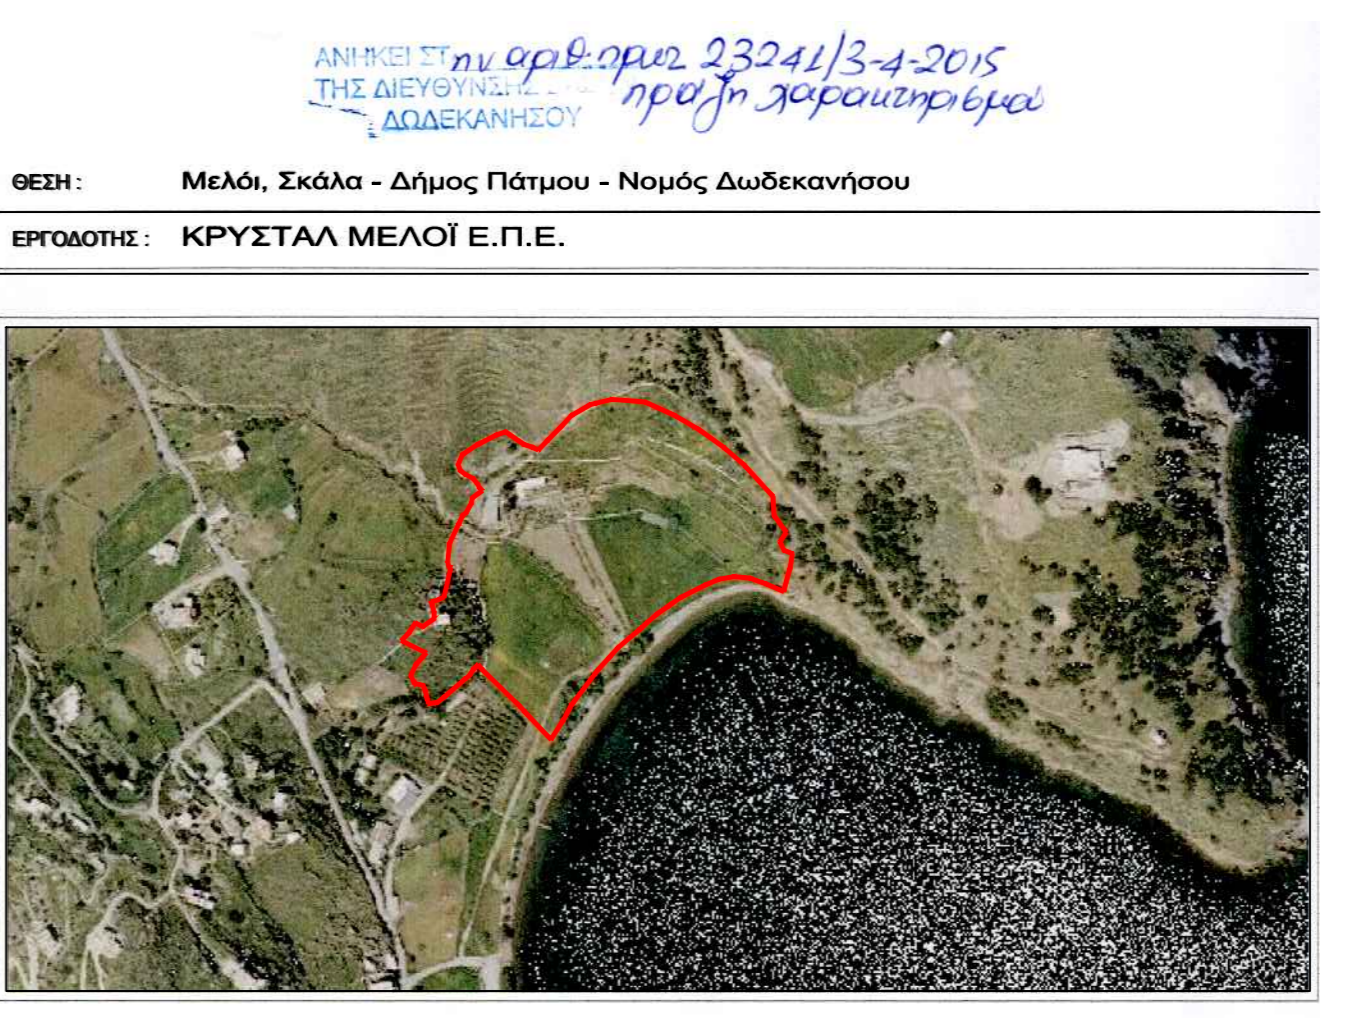 ΑΝΗΚΕΙ ΣΤην αριθ. πρωτ 23241/3-4-2015
ΤΗΣ ΔΙΕΥΘΥΝΣΗΣ πράξη χαρακτηρισμού
ΔΩΔΕΚΑΝΗΣΟΥ
ΘΕΣΗ : Μελόι, Σκάλα - Δήμος Πάτμου - Νομός Δωδεκανήσου
ΕΡΓΟΔΟΤΗΣ : ΚΡΥΣΤΑΛ ΜΕΛΟΪ Ε.Π.Ε.